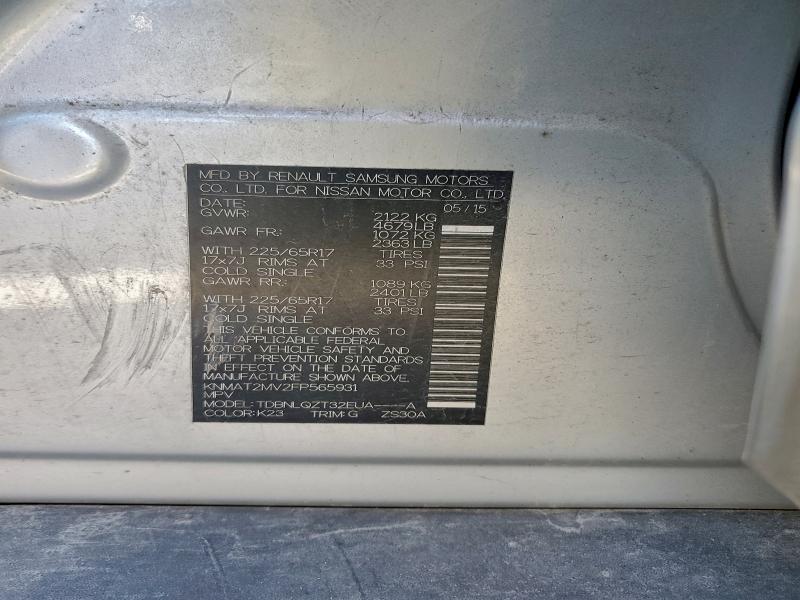 MFD BY RENAULT SAMSUNG MOTORS
CO., LTD. FOR NISSAN MOTOR CO., LTD.
DATE: 05/15
GVWR: 2122 KG
4679 LB
GAWR FR: 1072 KG
2363 LB
WITH 225/65R17 TIRES
17x7J RIMS AT 33 PSI
COLD SINGLE
GAWR RR: 1089 KG
2401 LB
WITH 225/65R17 TIRES
17x7J RIMS AT 33 PSI
COLD SINGLE
THIS VEHICLE CONFORMS TO
ALL APPLICABLE FEDERAL
MOTOR VEHICLE SAFETY AND
THEFT PREVENTION STANDARDS
IN EFFECT ON THE DATE OF
MANUFACTURE SHOWN ABOVE.
KNMAT2MV2FP565931
MPV
MODEL: TDBNLQZT32EUA----A
COLOR: K23 TRIM: G ZS30A